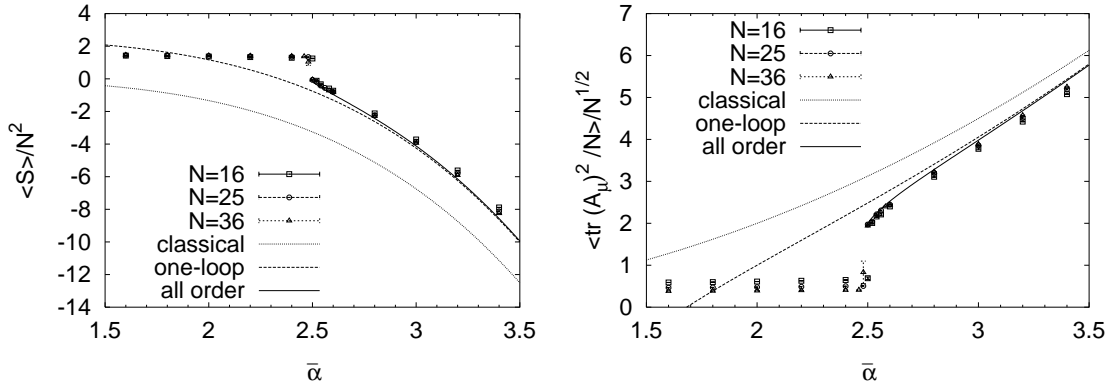 4
2
0
-2
-4
-6
-8
-10
-12
-14
<S>/N²
N=16
N=25
N=36
classical
one-loop
all order
1.5 2 2.5 3 3.5
α̅
7
6
5
4
3
2
1
0
<tr (Aμ)² /N>/N^1/2
N=16
N=25
N=36
classical
one-loop
all order
1.5 2 2.5 3 3.5
α̅